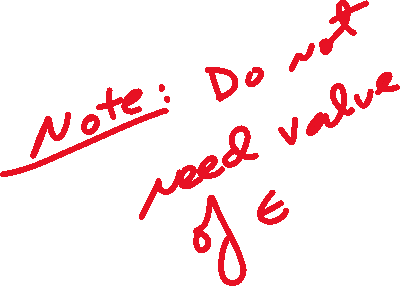 Note: Do not
need value
of ϵ